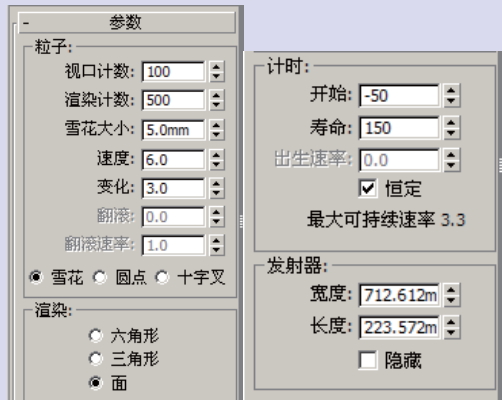 参数
粒子:
视口计数: 100
渲染计数: 500
雪花大小: 5.0mm
速度: 6.0
变化: 3.0
翻滚: 0.0
翻滚速率: 1.0
雪花 圆点 十字叉
渲染:
六角形
三角形
面
计时:
开始: -50
寿命: 150
出生速率: 0.0
恒定
最大可持续速率 3.3
发射器:
宽度: 712.612m
长度: 223.572m
隐藏